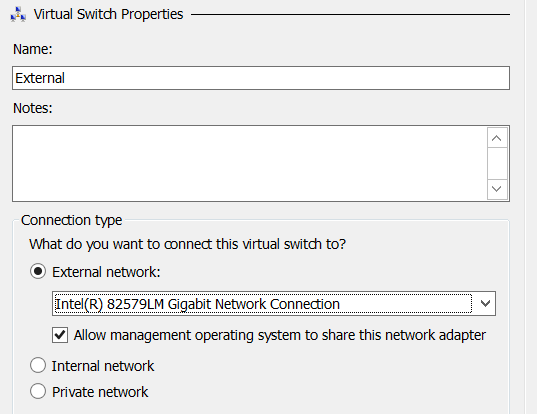 Virtual Switch Properties
Name:
External
Notes:
Connection type
What do you want to connect this virtual switch to?
External network:
Intel(R) 82579LM Gigabit Network Connection
Allow management operating system to share this network adapter
Internal network
Private network